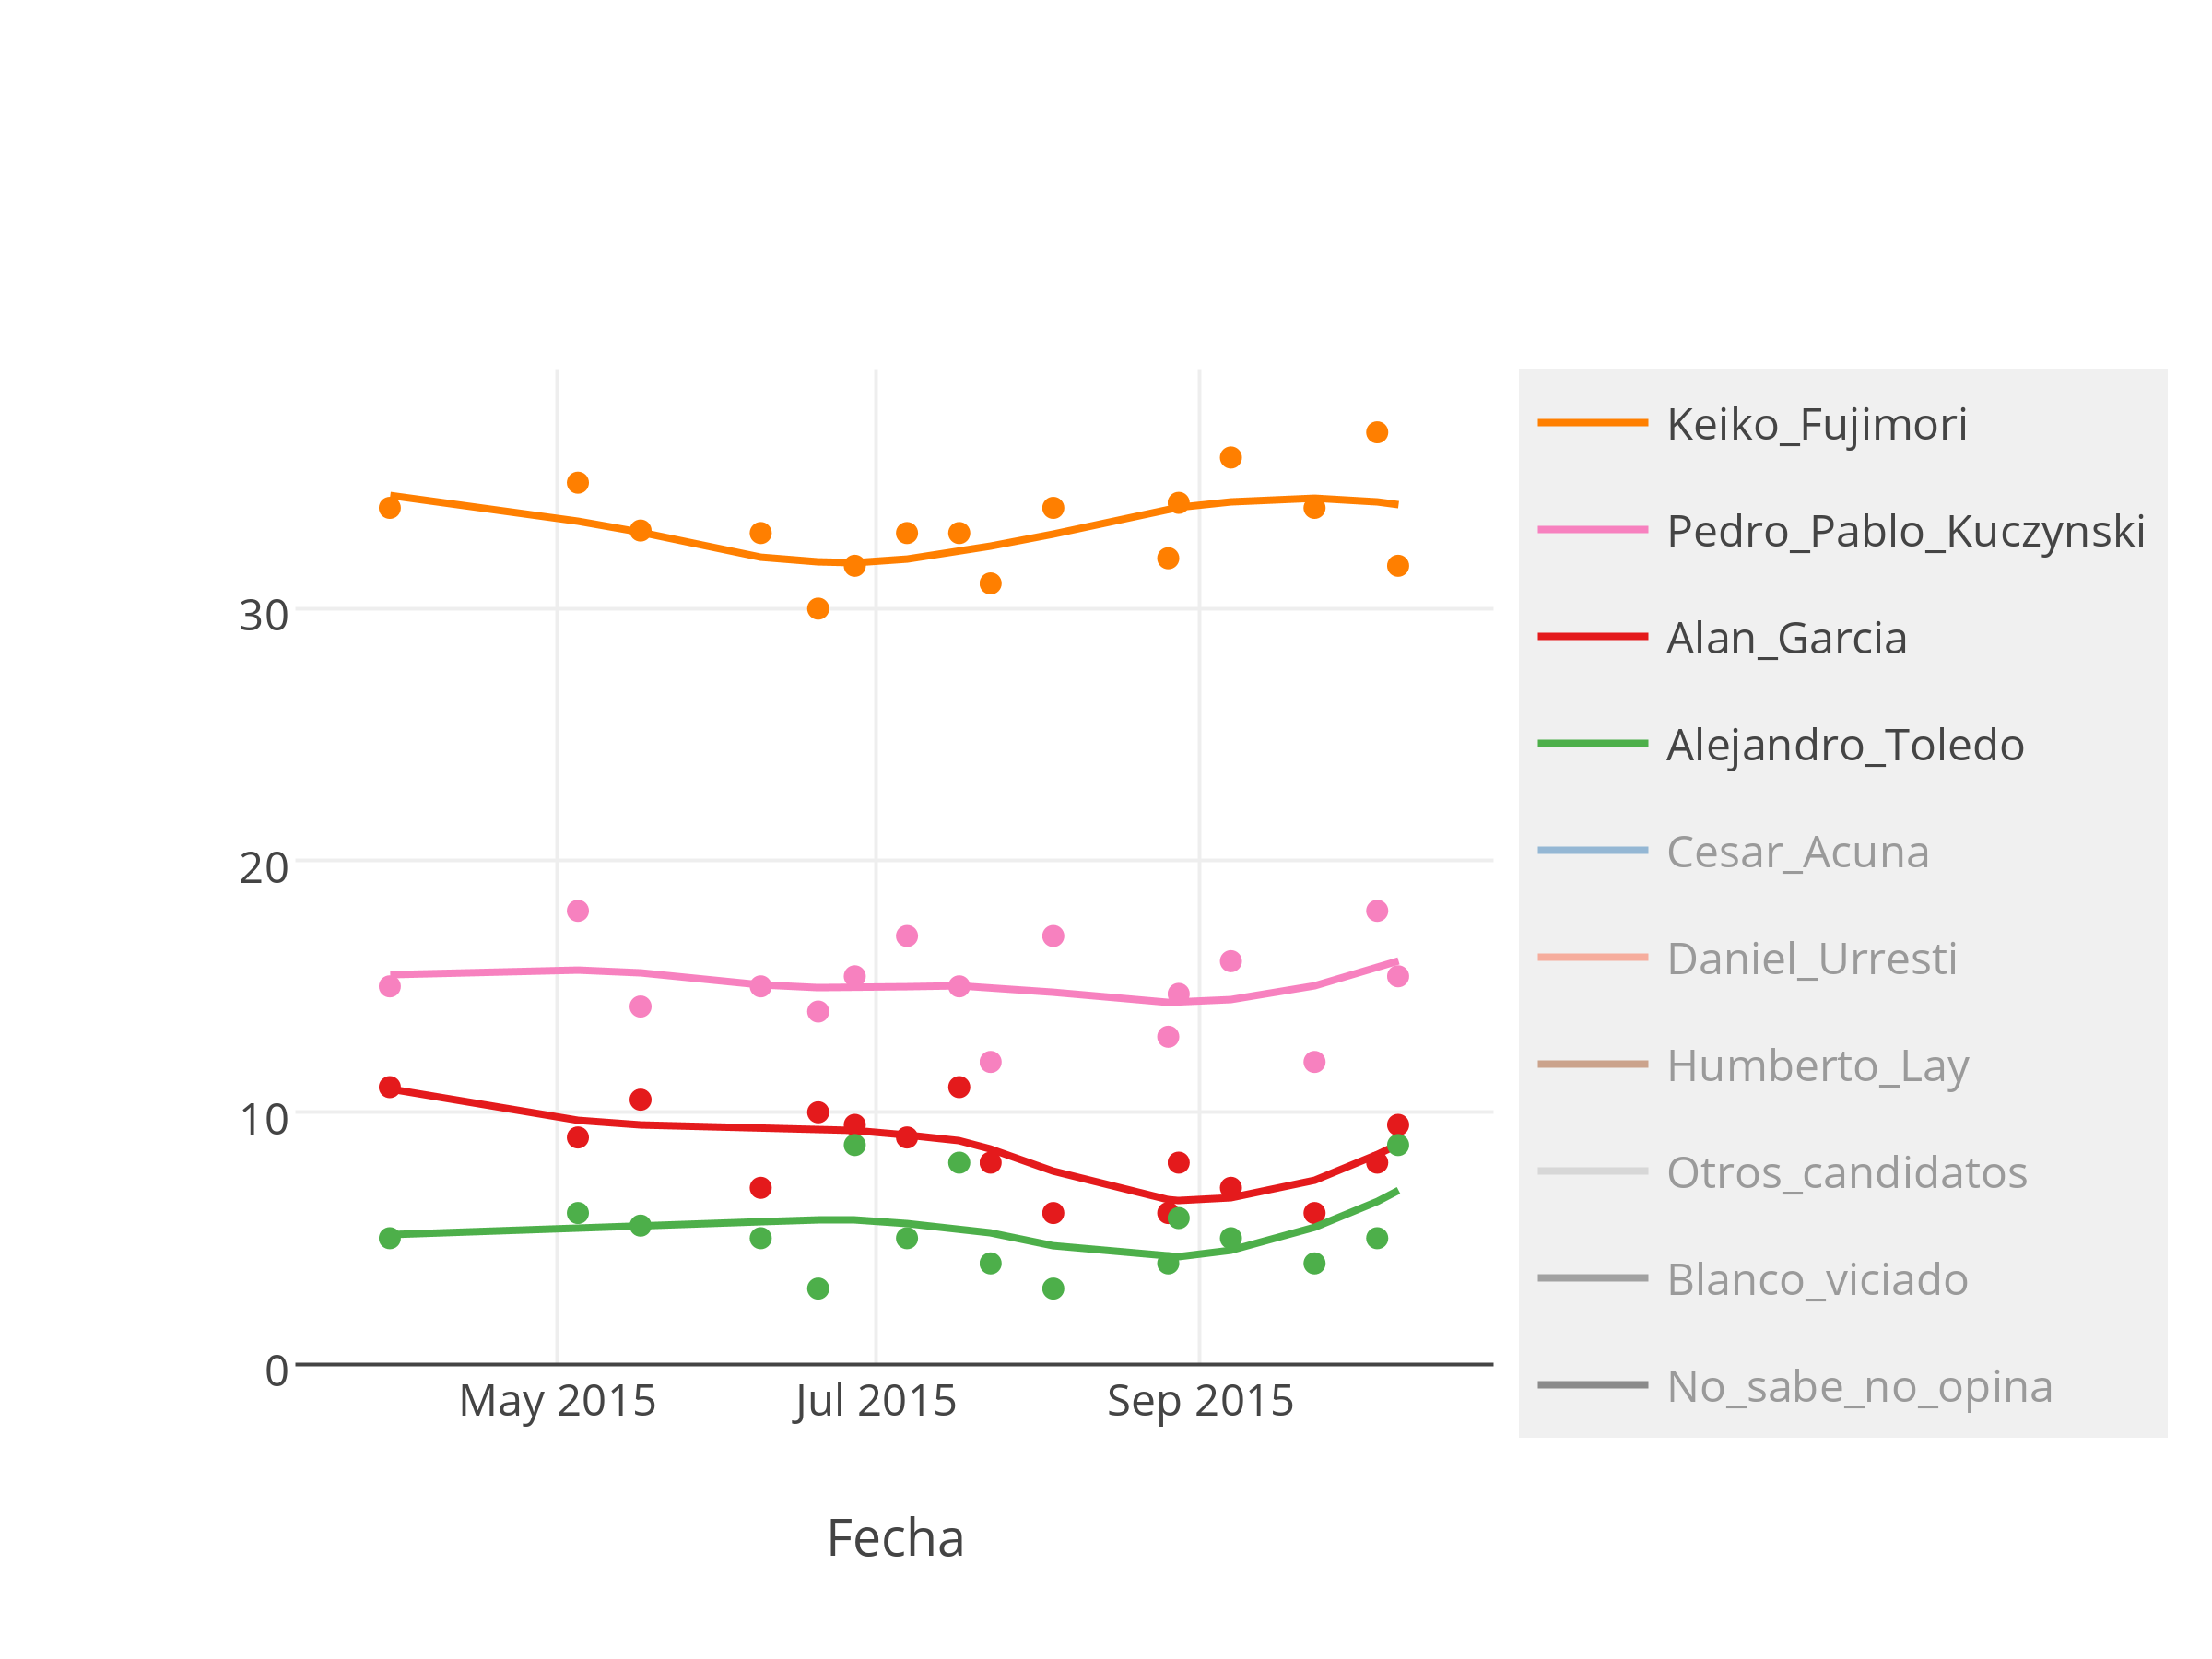 30
20
10
0
May 2015
Jul 2015
Sep 2015
Fecha
Keiko_Fujimori
Pedro_Pablo_Kuczynski
Alan_Garcia
Alejandro_Toledo
Cesar_Acuna
Daniel_Urresti
Humberto_Lay
Otros_candidatos
Blanco_viciado
No_sabe_no_opina